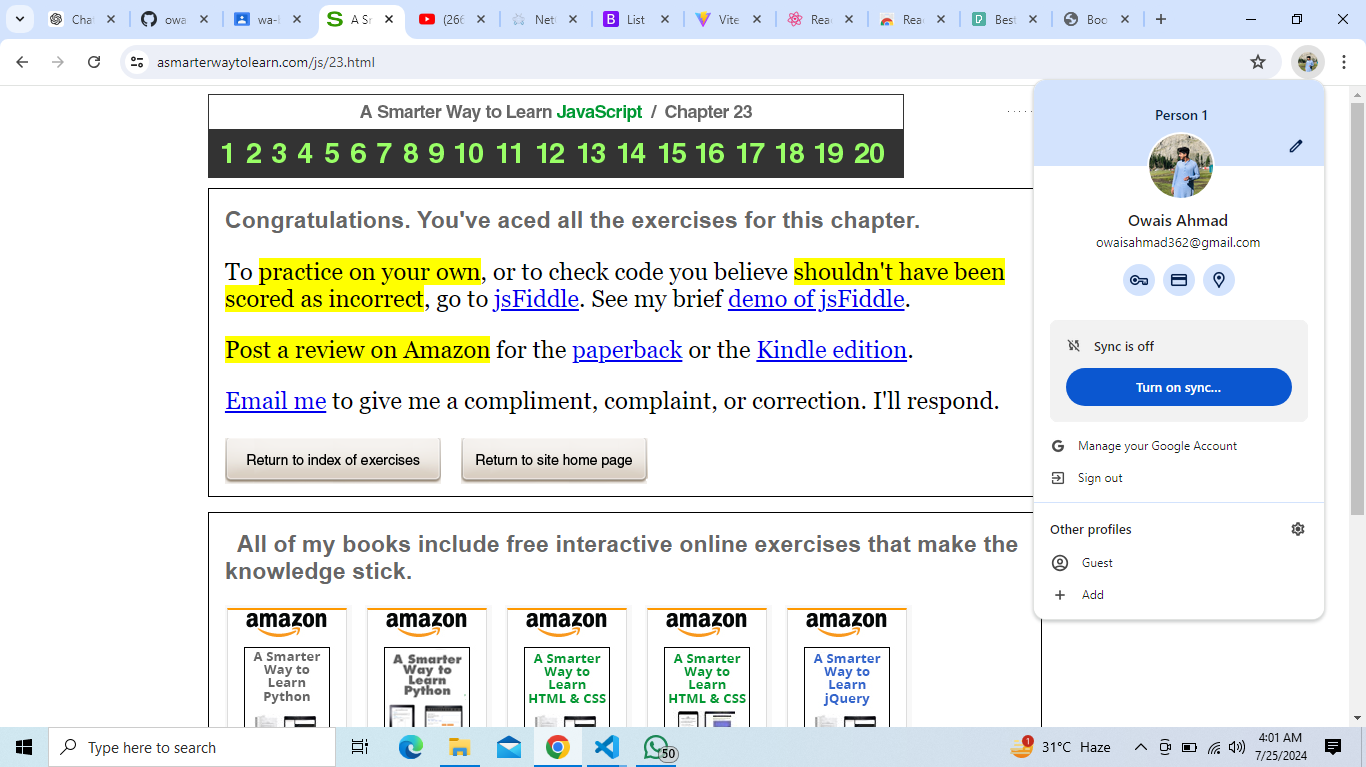 Chat
owa
wa-l
A Sr
(266
Neti
List
Vite
Rea
Rea
Best
Boo
asmarterwaytolearn.com/js/23.html
A Smarter Way to Learn JavaScript / Chapter 23
1 2 3 4 5 6 7 8 9 10 11 12 13 14 15 16 17 18 19 20
Congratulations. You've aced all the exercises for this chapter.
To practice on your own, or to check code you believe shouldn't have been
scored as incorrect, go to jsFiddle. See my brief demo of jsFiddle.
Post a review on Amazon for the paperback or the Kindle edition.
Email me to give me a compliment, complaint, or correction. I'll respond.
Return to index of exercises
Return to site home page
All of my books include free interactive online exercises that make the
knowledge stick.
amazon
A Smarter
Way to
Learn
Python
amazon
A Smarter
Way to
Learn
Python
amazon
A Smarter
Way to
Learn
HTML & CSS
amazon
A Smarter
Way to
Learn
HTML & CSS
amazon
A Smarter
Way to
Learn
jQuery
Person 1
Owais Ahmad
owaisahmad362@gmail.com
Sync is off
Turn on sync...
G Manage your Google Account
Sign out
Other profiles
Guest
Add
Type here to search
50
1
31°C Haze
4:01 AM
7/25/2024